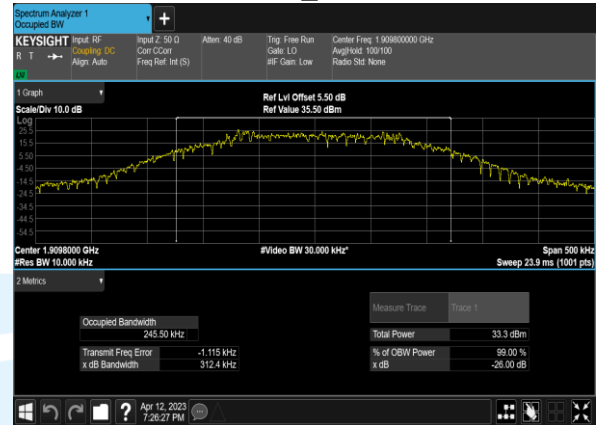 Spectrum Analyzer 1
Occupied BW
KEYSIGHT
R T
LW
Input: RF
Coupling: DC
Align: Auto
Input Z: 50 Ω
Corr CCorr
Freq Ref: Int (S)
Atten: 40 dB
Trig: Free Run
Gate: LO
#IF Gain: Low
Center Freq: 1.909800000 GHz
Avg|Hold: 100/100
Radio Std: None
1 Graph
Scale/Div 10.0 dB
Ref Lvl Offset 5.50 dB
Ref Value 35.50 dBm
Log
25.5
15.5
5.50
-4.50
-14.5
-24.5
-34.5
-44.5
-54.5
Center 1.9098000 GHz
#Res BW 10.000 kHz
#Video BW 30.000 kHz*
Span 500 kHz
Sweep 23.9 ms (1001 pts)
2 Metrics
Measure Trace Trace 1
Occupied Bandwidth
245.50 kHz
Total Power 33.3 dBm
Transmit Freq Error -1.115 kHz
% of OBW Power 99.00 %
x dB Bandwidth 312.4 kHz
x dB -26.00 dB
Apr 12, 2023
7:26:27 PM